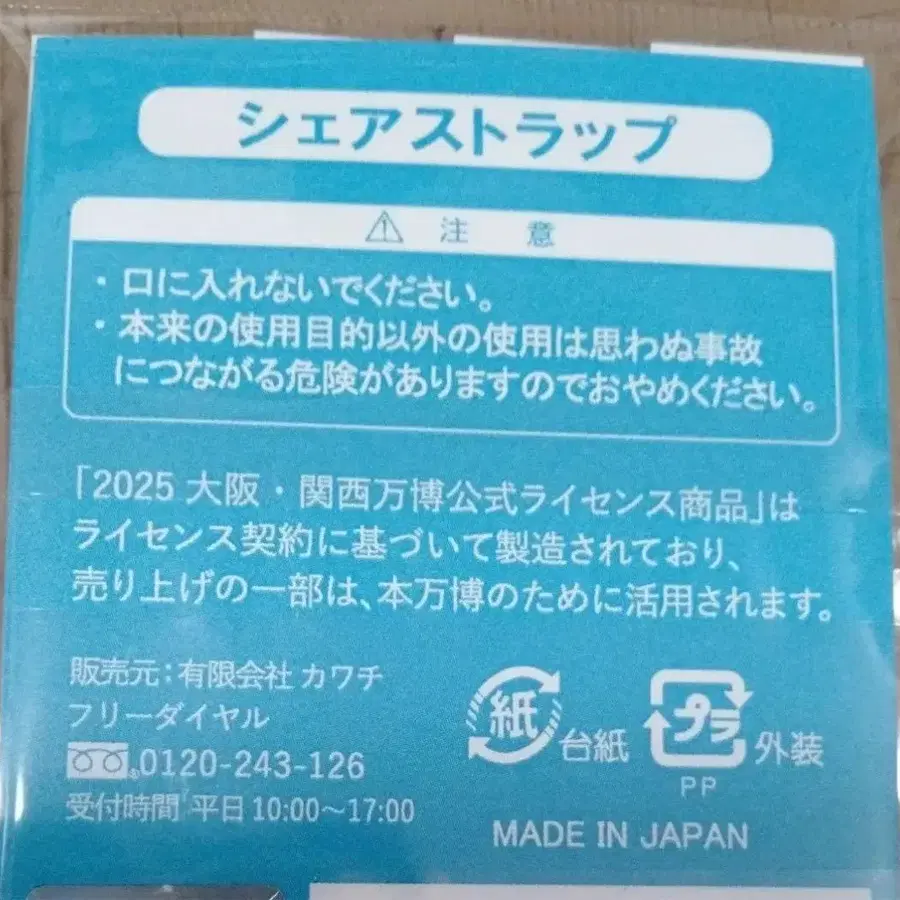 シェアストラップ
⚠ 注 意
・口に入れないでください。
・本来の使用目的以外の使用は思わぬ事故
につながる危険がありますのでおやめください。
「2025 大阪・関西万博公式ライセンス商品」は
ライセンス契約に基づいて製造されており、
売り上げの一部は、本万博のために活用されます。
販売元：有限会社 カワチ
フリーダイヤル
0120-243-126
受付時間 平日 10:00〜17:00
紙 台紙
プラ 外装
PP
MADE IN JAPAN